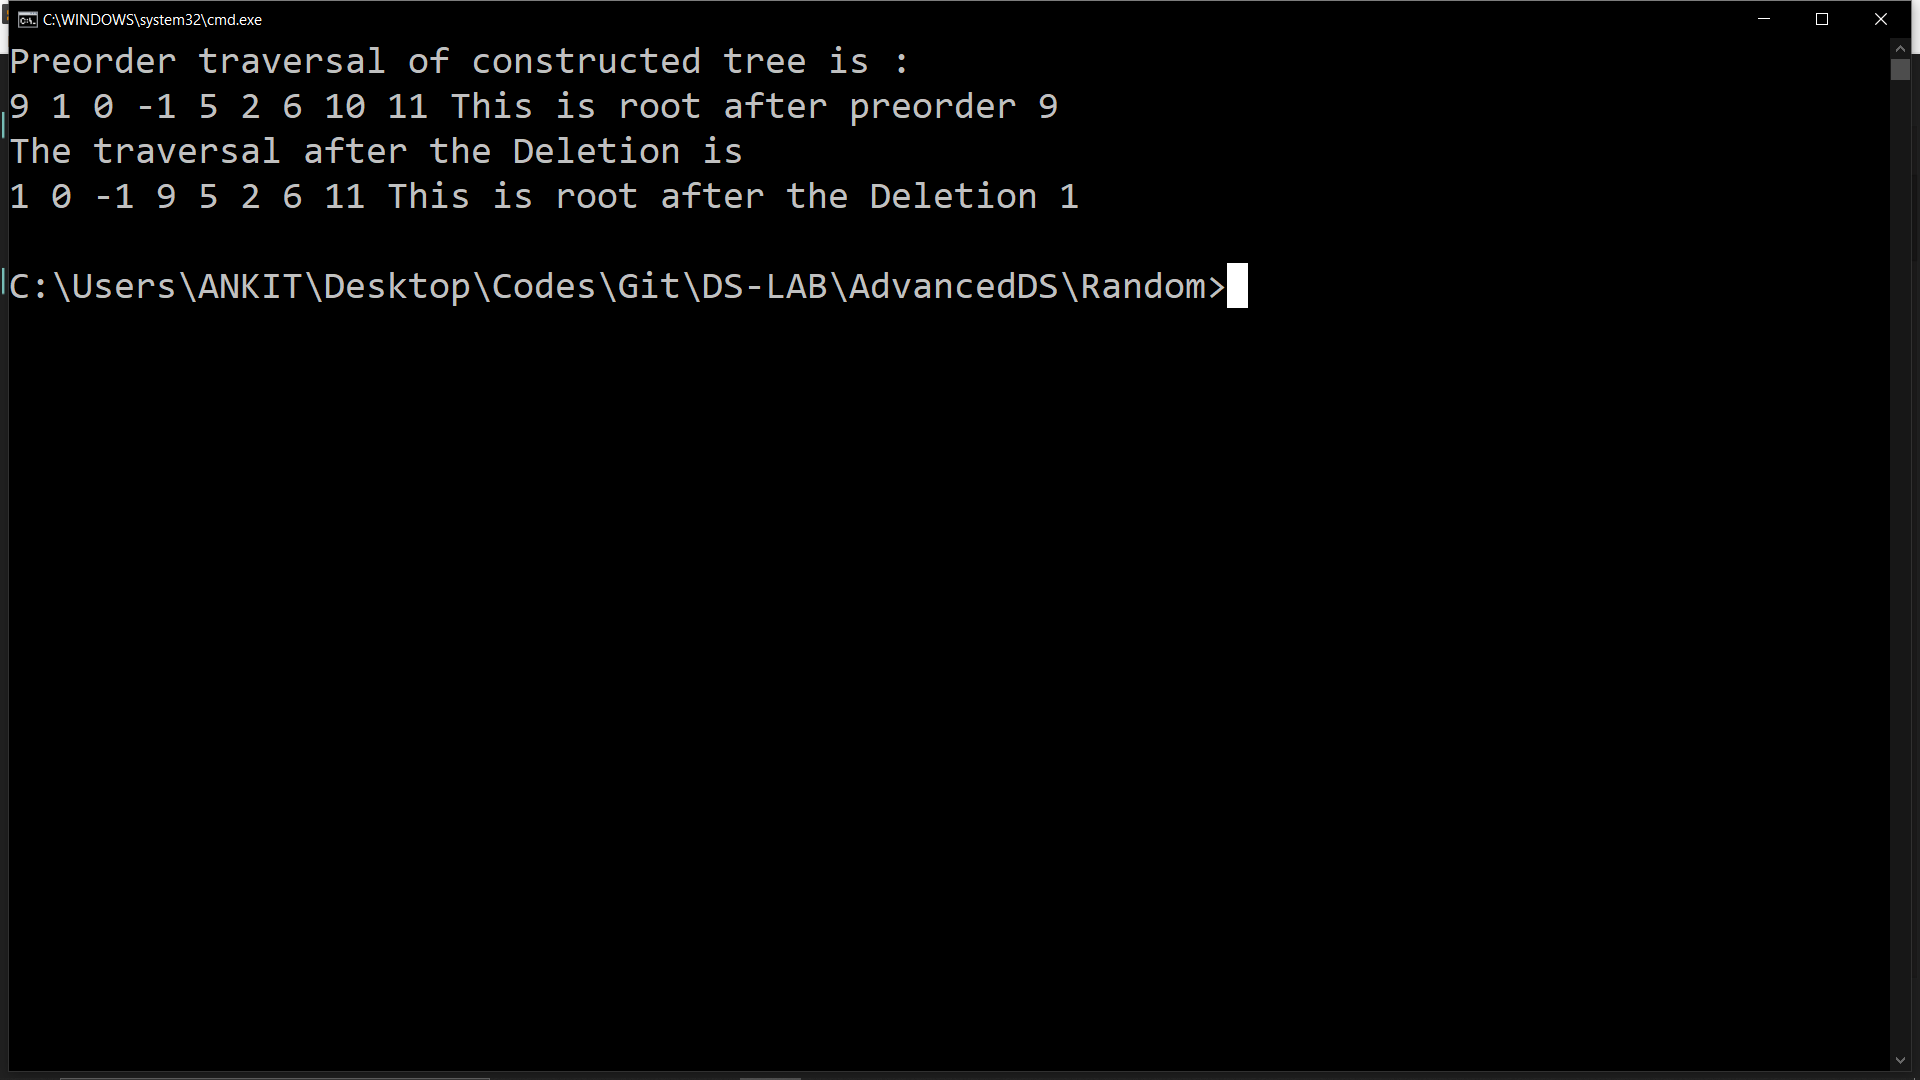 C:\WINDOWS\system32\cmd.exe
Preorder traversal of constructed tree is :
9 1 0 -1 5 2 6 10 11 This is root after preorder 9
The traversal after the Deletion is
1 0 -1 9 5 2 6 11 This is root after the Deletion 1
C:\Users\ANKIT\Desktop\Codes\Git\DS-LAB\AdvancedDS\Random>